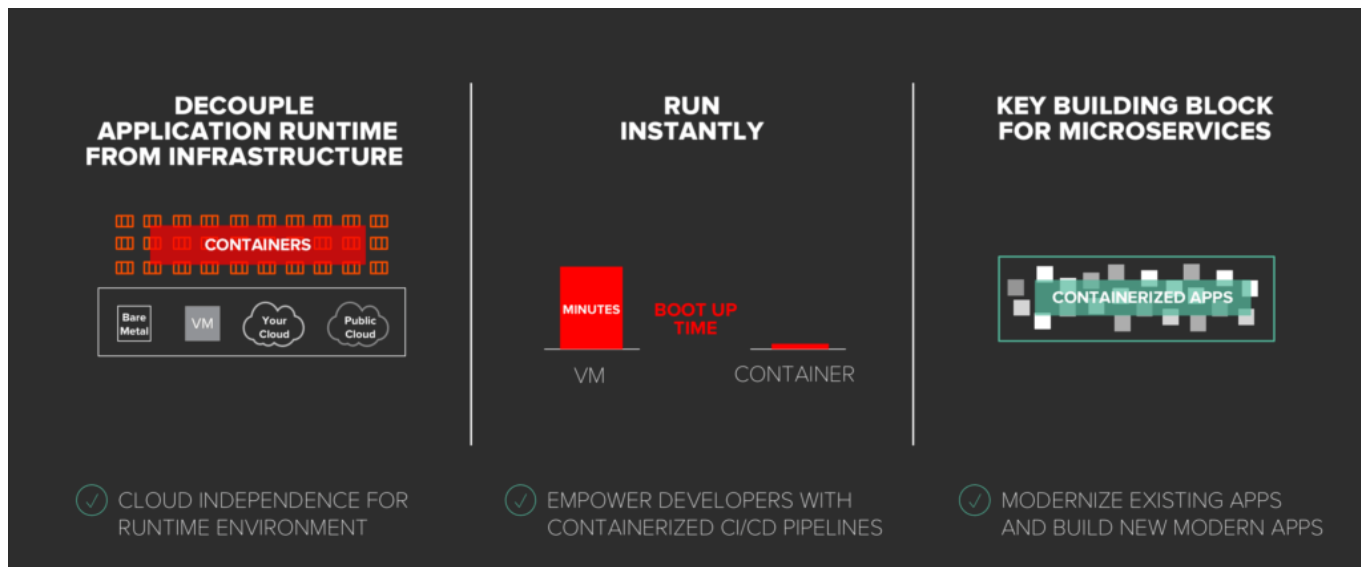 DECOUPLE
APPLICATION RUNTIME
FROM INFRASTRUCTURE
CONTAINERS
Bare
Metal
VM
Your
Cloud
Public
Cloud
CLOUD INDEPENDENCE FOR
RUNTIME ENVIRONMENT
RUN
INSTANTLY
MINUTES
BOOT UP
TIME
VM
CONTAINER
EMPOWER DEVELOPERS WITH
CONTAINERIZED CI/CD PIPELINES
KEY BUILDING BLOCK
FOR MICROSERVICES
CONTAINERIZED APPS
MODERNIZE EXISTING APPS
AND BUILD NEW MODERN APPS